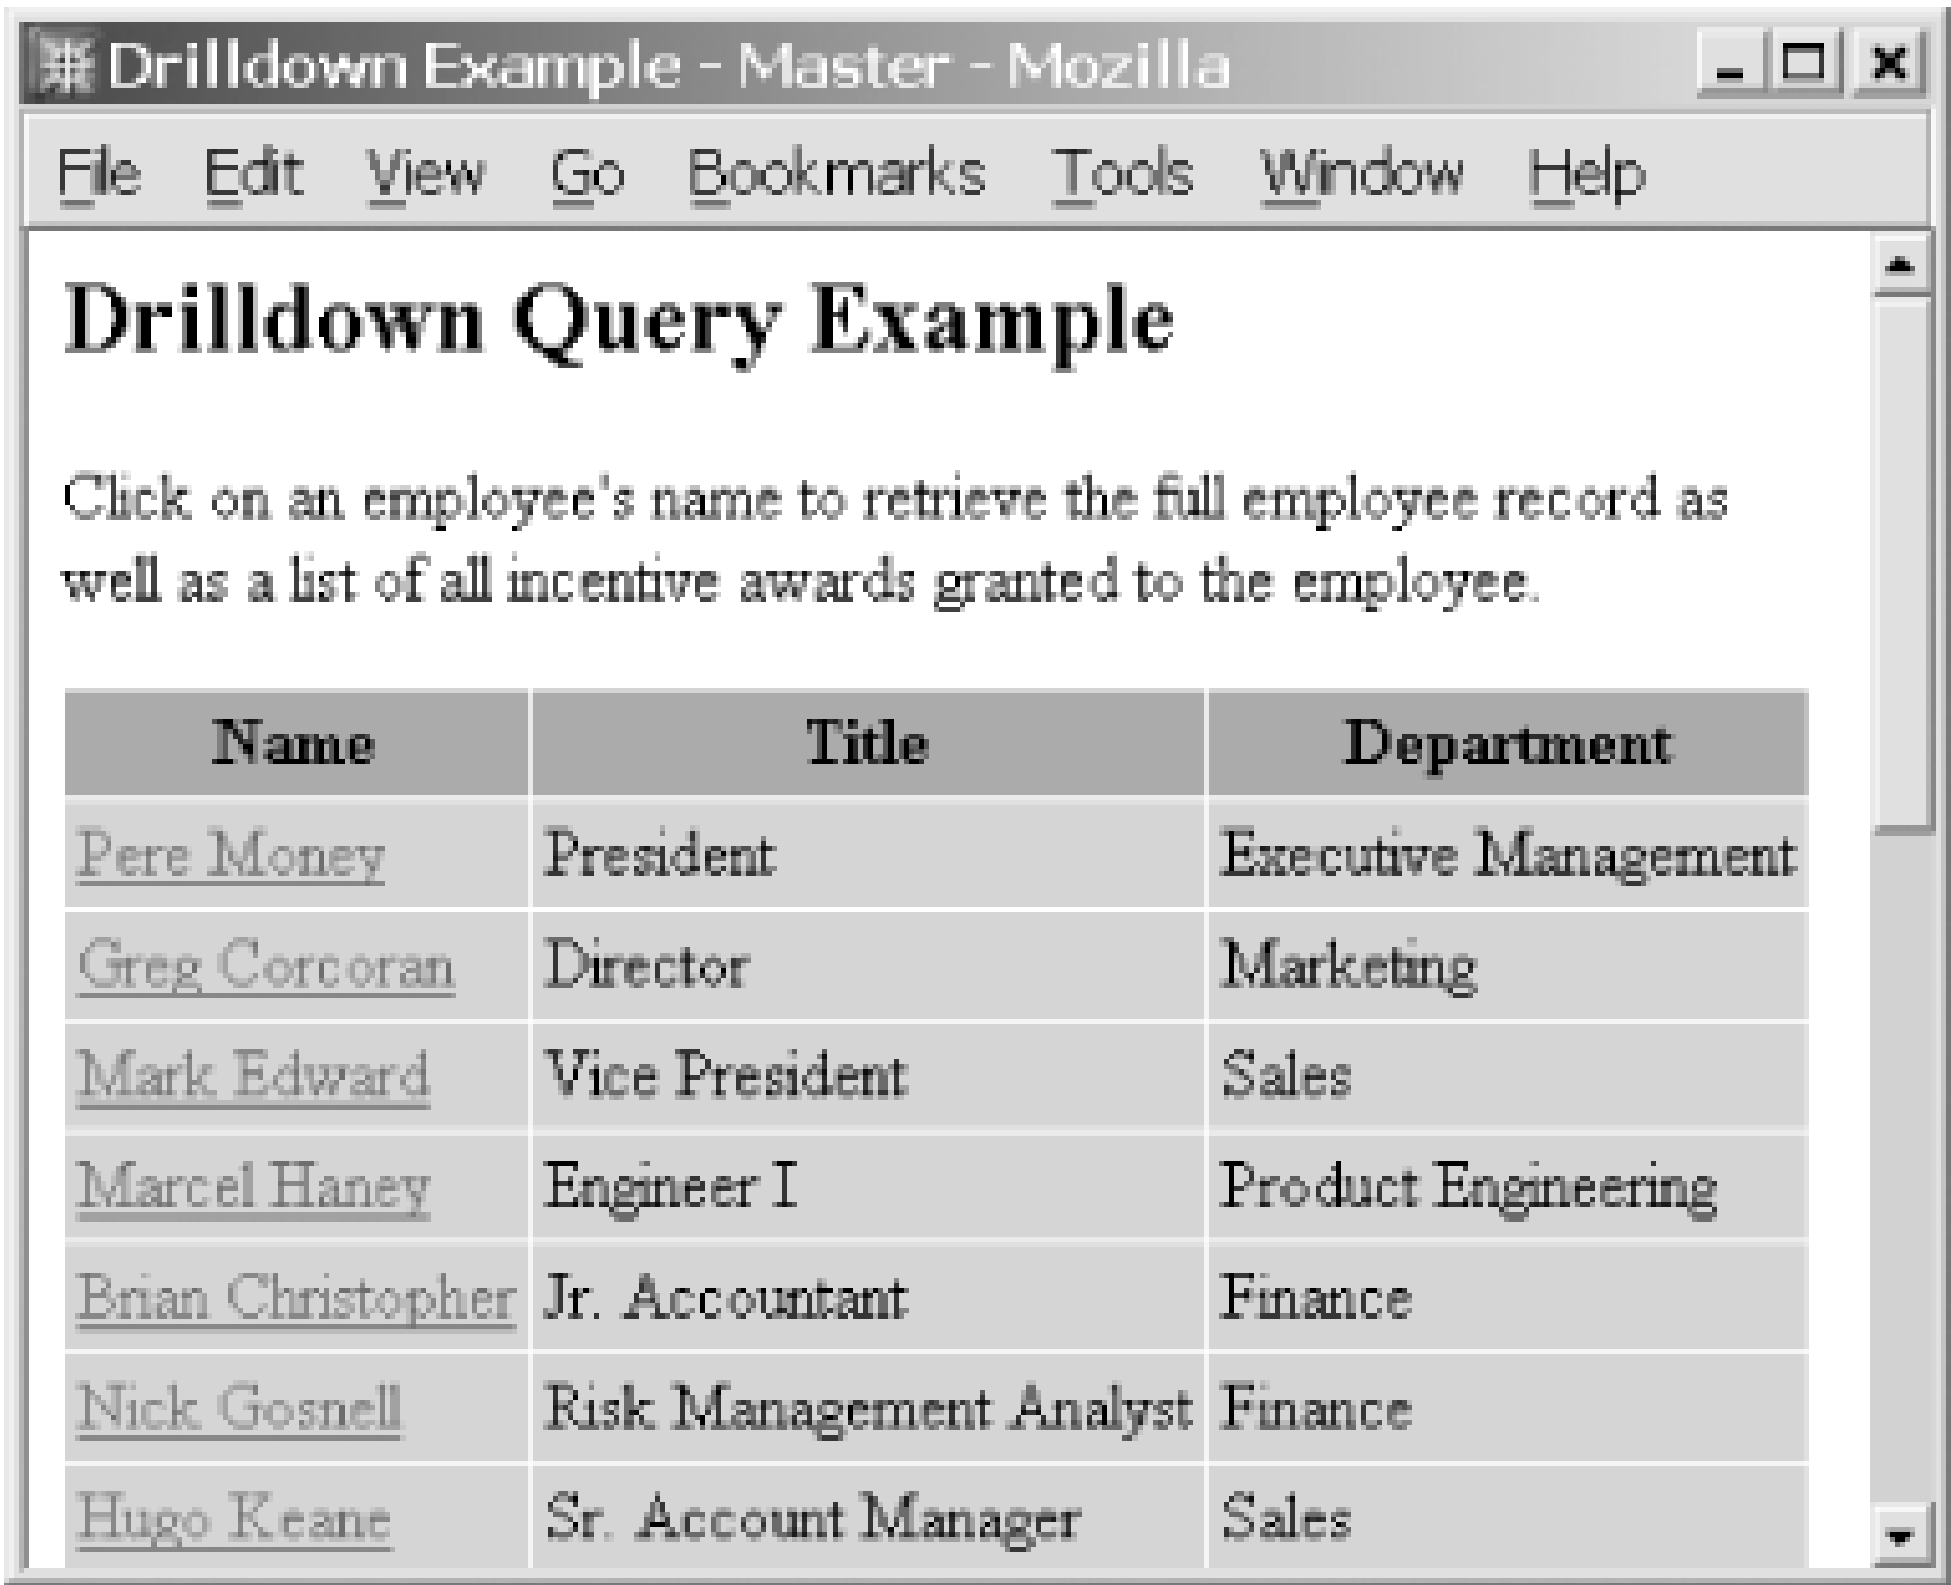 Drilldown Example - Master - Mozilla
File Edit View Go Bookmarks Tools Window Help
Drilldown Query Example
Click on an employee's name to retrieve the full employee record as
well as a list of all incentive awards granted to the employee.
Name Title Department
Pere Money President Executive Management
Greg Corcoran Director Marketing
Mark Edward Vice President Sales
Marcel Haney Engineer I Product Engineering
Brian Christopher Jr. Accountant Finance
Nick Gosnell Risk Management Analyst Finance
Hugo Keane Sr. Account Manager Sales